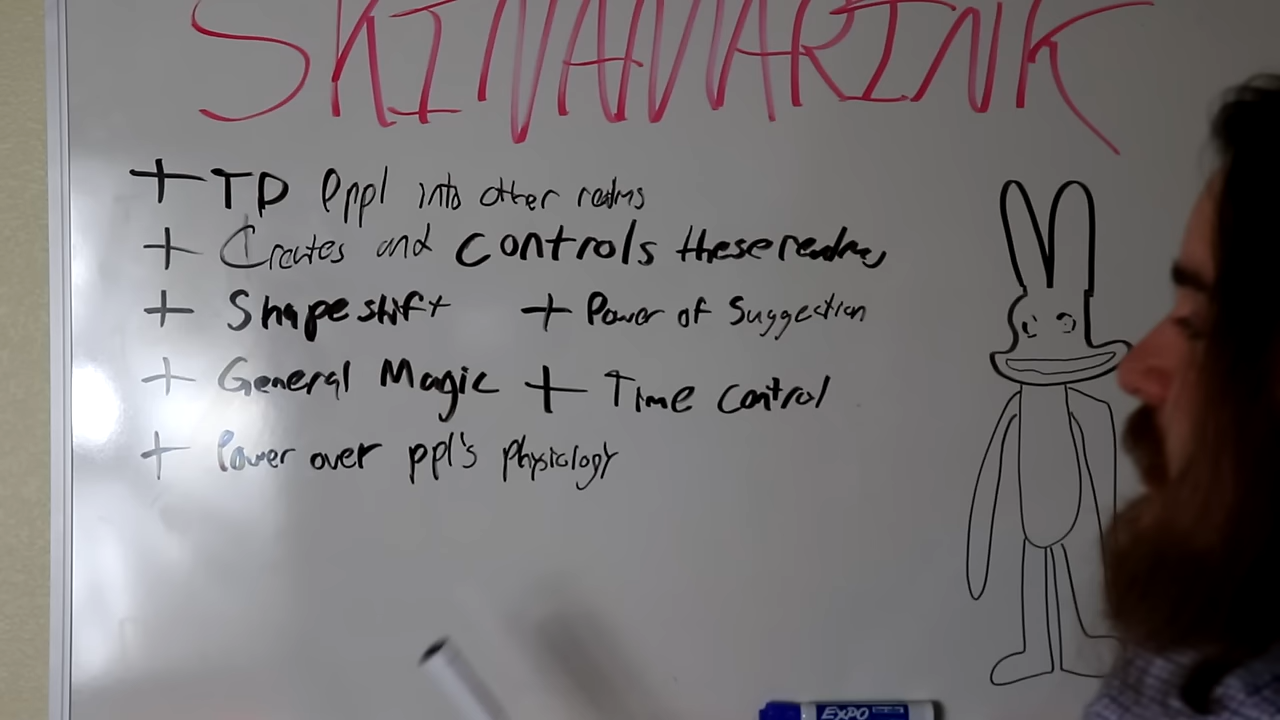 SKINAMARINK
+ TP ppl into other realms
+ Creates and controls these realms
+ Shapeshift + Power of Suggestion
+ General Magic + Time control
+ Power over ppl's physiology
EXPO